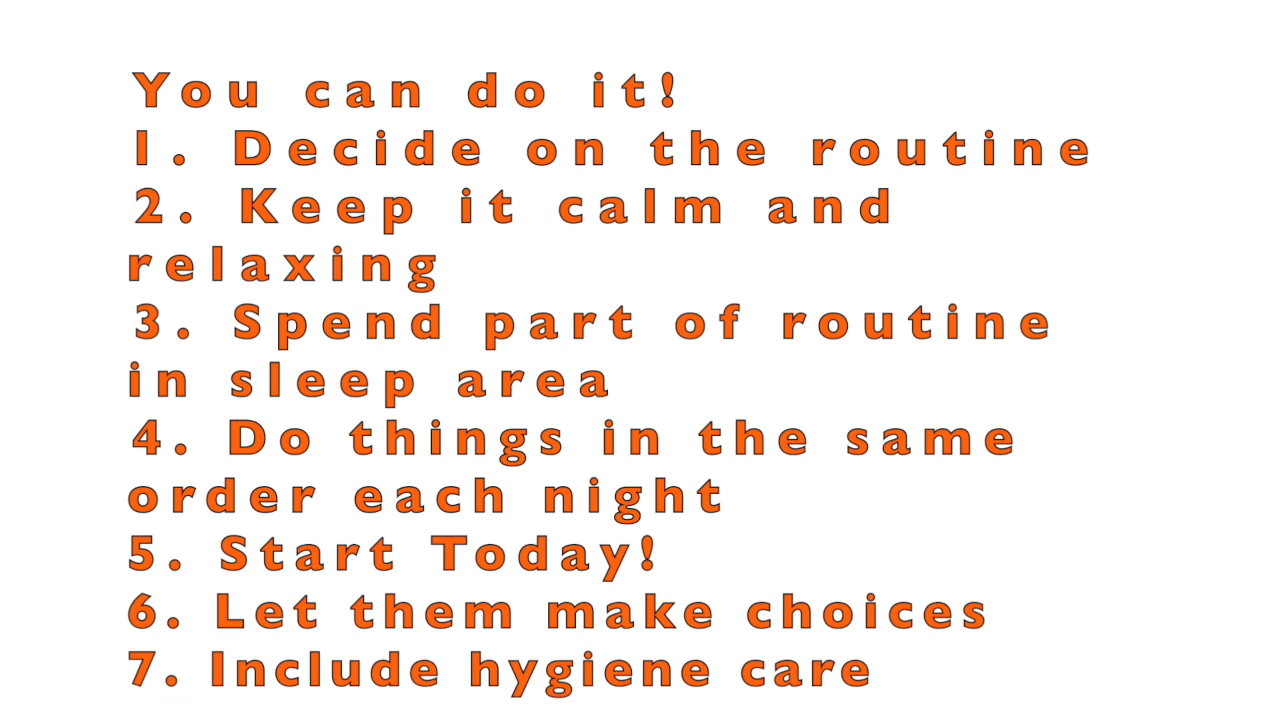 You can do it!
1. Decide on the routine
2. Keep it calm and
relaxing
3. Spend part of routine
in sleep area
4. Do things in the same
order each night
5. Start Today!
6. Let them make choices
7. Include hygiene care